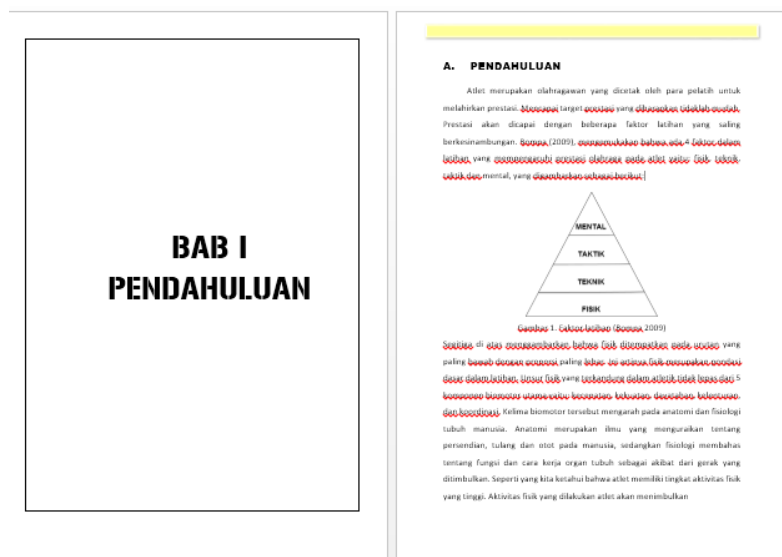 BAB I
PENDAHULUAN
A. PENDAHULUAN
Atlet merupakan olahragawan yang dicetak oleh para pelatih untuk
melahirkan prestasi. Mencapai target prestasi yang diharapkan tidaklah mudah.
Prestasi akan dicapai dengan beberapa faktor latihan yang saling
berkesinambungan. Bompa (2009), mengemukakan bahwa ada 4 faktor dalam
latihan yang mempengaruhi prestasi olahraga pada atlet yaitu: fisik, teknik,
taktik dan mental, yang digambarkan sebagai berikut:
MENTAL
TAKTIK
TEKNIK
FISIK
Gambas 1. Faktor latihan (Bompa 2009)
Segitiga di atas menggambarkan bahwa fisik ditempatkan pada urutan yang
paling bawah dengan proporsi paling lebar. Ini artinya fisik merupakan pondasi
dasar dalam latihan. Unsur fisik yang terkandung dalam atletik tidak lepas dari 5
komponen biomotor utama yaitu: kecepatan, kekuatan, dayatahan, kelentukan,
dan koordinasi. Kelima biomotor tersebut mengarah pada anatomi dan fisiologi
tubuh manusia. Anatomi merupakan ilmu yang menguraikan tentang
persendian, tulang dan otot pada manusia, sedangkan fisiologi membahas
tentang fungsi dan cara kerja organ tubuh sebagai akibat dari gerak yang
ditimbulkan. Seperti yang kita ketahui bahwa atlet memiliki tingkat aktivitas fisik
yang tinggi. Aktivitas fisik yang dilakukan atlet akan menimbulkan